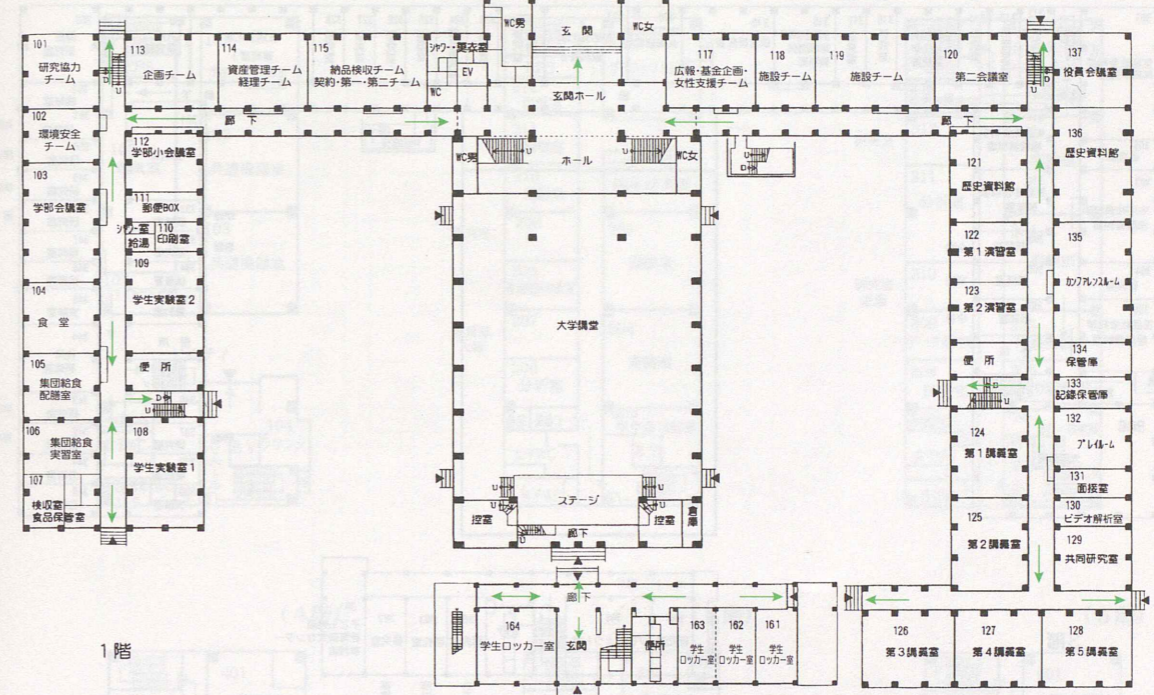 101
研究協力
チーム
113
企画チーム
114
資産管理チーム
経理チーム
115
納品検収チーム
契約・第一・第二チーム
シャワー・更衣室
EV
WC
WC男
玄関
WC女
玄関ホール
117
広報・基金企画・
女性支援チーム
118
施設チーム
119
施設チーム
120
第二会議室
137
役員会議室
D
U
D
U
廊下
廊下
102
環境安全
チーム
112
学部小会議室
WC男
U
ホール
U
WC女
U
D
136
歴史資料館
121
歴史資料館
103
学部会議室
111
郵便BOX
シャワー室
給湯
110
印刷室
122
第1演習室
135
カンファレンスルーム
109
学生実験室2
104
食堂
123
第2演習室
大学講堂
105
集団給食
配膳室
便所
D
U
便所
D
U
134
保管庫
133
記録保管庫
106
集団給食
実習室
108
学生実験室1
124
第1講義室
132
プレイルーム
131
面接室
107
検収室
食品保管室
U
ステージ
U
控室
U
U
控室
倉庫
U
廊下
130
ビデオ解析室
125
第2講義室
129
共同研究室
廊下
164
学生ロッカー室
玄関
便所
163
学生
ロッカー室
162
学生
ロッカー室
161
学生
ロッカー室
126
第3講義室
127
第4講義室
128
第5講義室
1階